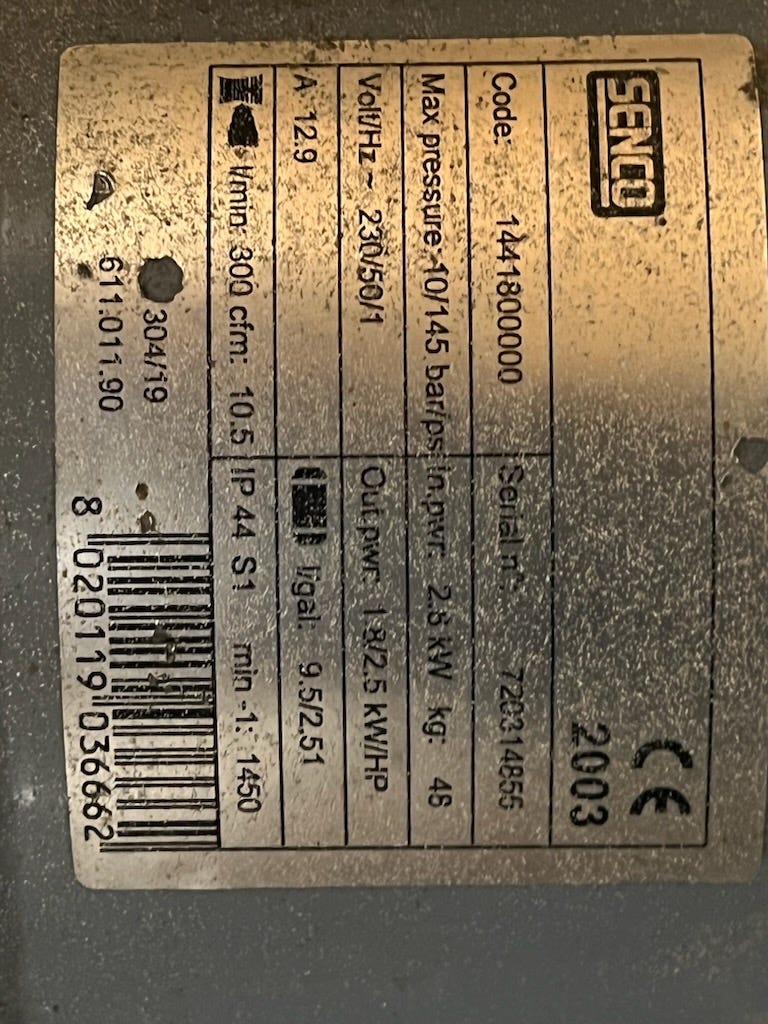 SENCO
CE
2003
Code: 1441800000 Serial n°: 720314855
Max pressure 10/145 bar/psi In.pwr: 2.8 kW kg: 48
Volt/Hz ~ 230/50/1 Out pwr: 1.8/2.5 kW/HP
A 12.9 l/gal: 9.5/2.51
l/min: 300 cfm: 10.5 IP 44 S1 min -1: 1450
304/19
611.011.90
8 020119 036662